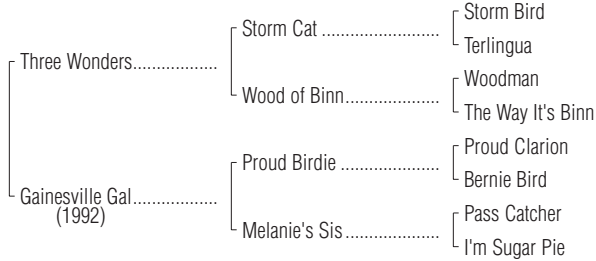 Storm Bird
Storm Cat ........................
Terlingua
Three Wonders.................
Woodman
Wood of Binn...................
The Way It's Binn
Proud Clarion
Proud Birdie ....................
Bernie Bird
Gainesville Gal.................
(1992)
Pass Catcher
Melanie's Sis ...................
I'm Sugar Pie